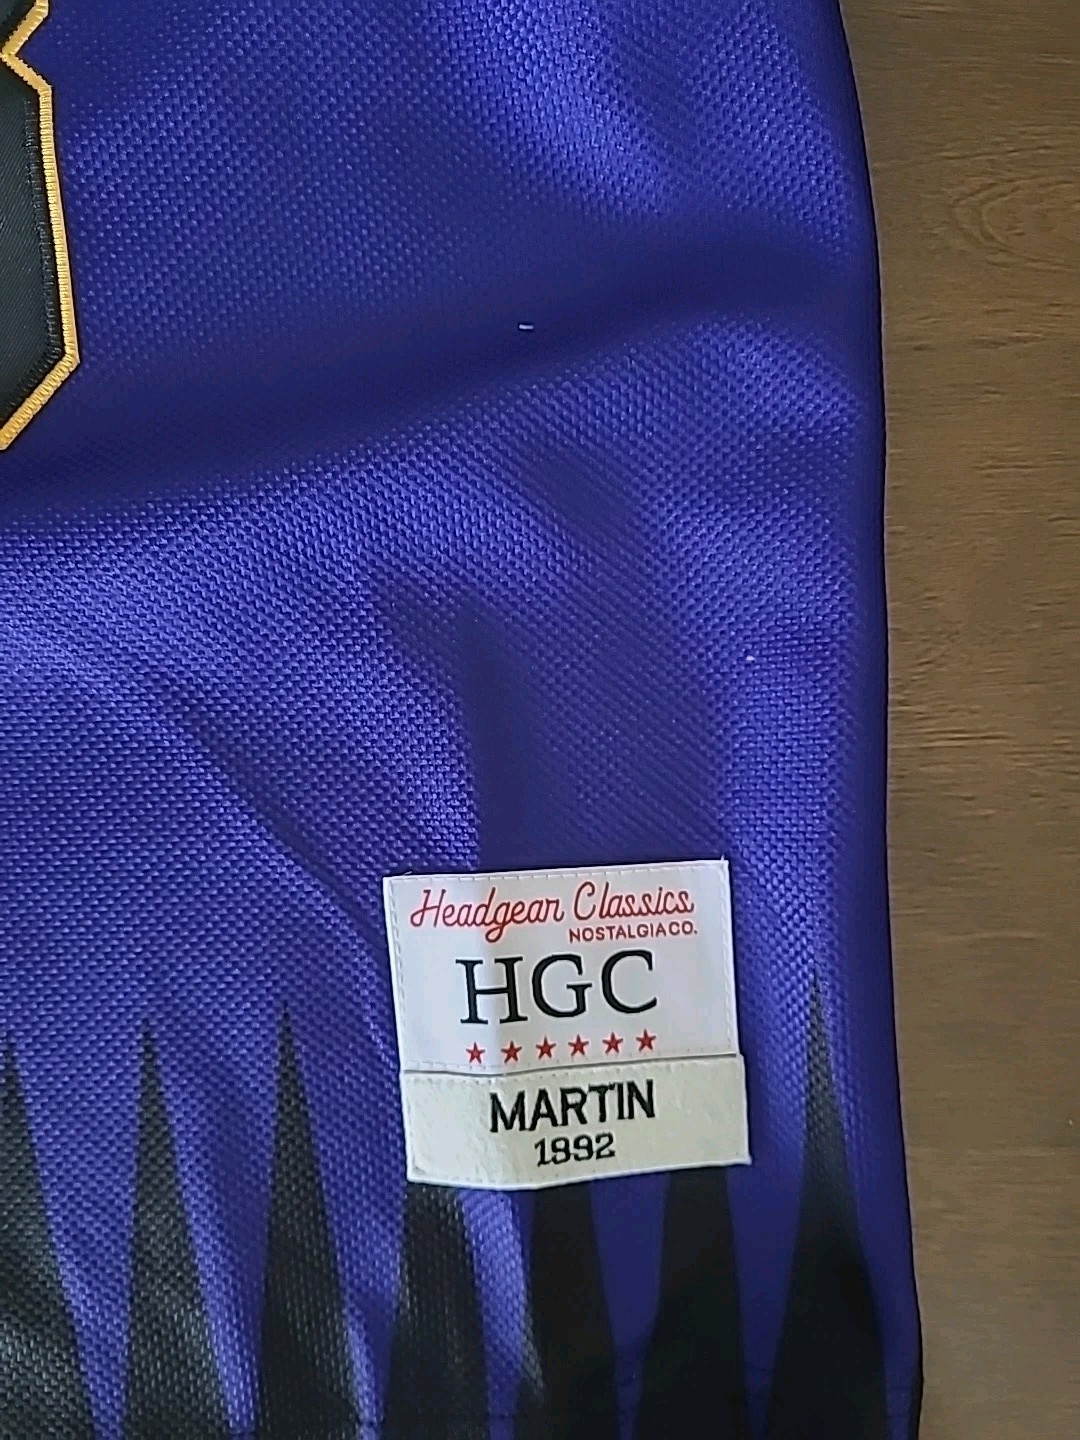 Headgear Classics
NOSTALGIA CO.
HGC
MARTIN
1992